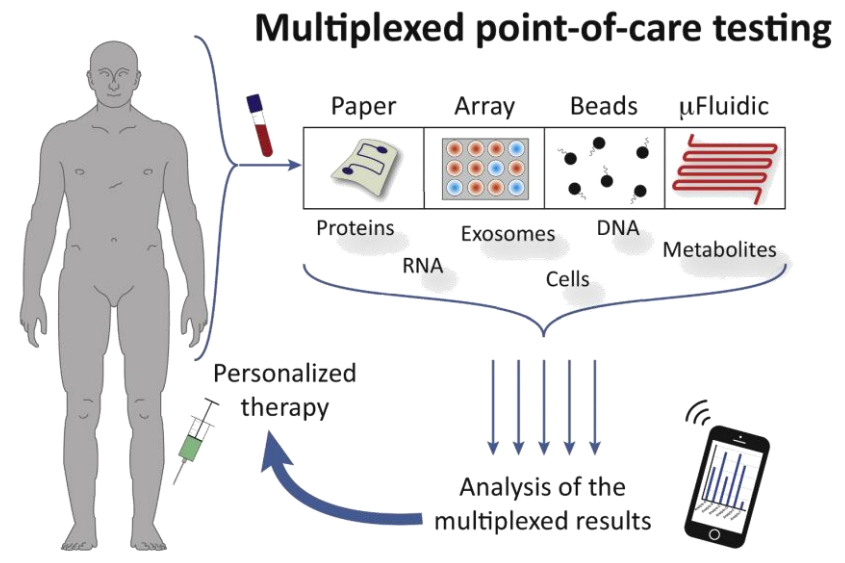 Multiplexed point-of-care testing
Paper
Array
Beads
μFluidic
Proteins
Exosomes
DNA
Metabolites
RNA
Cells
Personalized
therapy
Analysis of the
multiplexed results